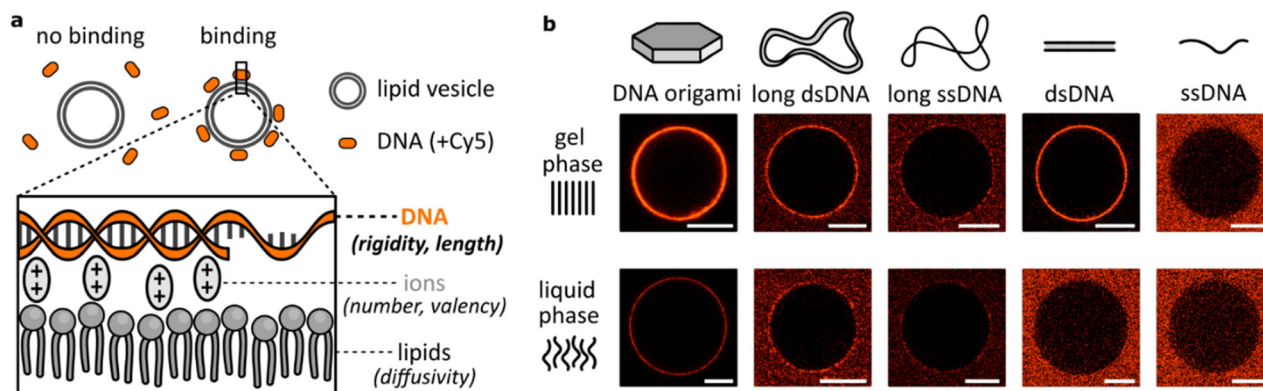 a
no binding
binding
lipid vesicle
DNA (+Cy5)
DNA
(rigidity, length)
++
++
++
++
ions
(number, valency)
lipids
(diffusivity)
b
DNA origami
long dsDNA
long ssDNA
dsDNA
ssDNA
gel
phase
liquid
phase